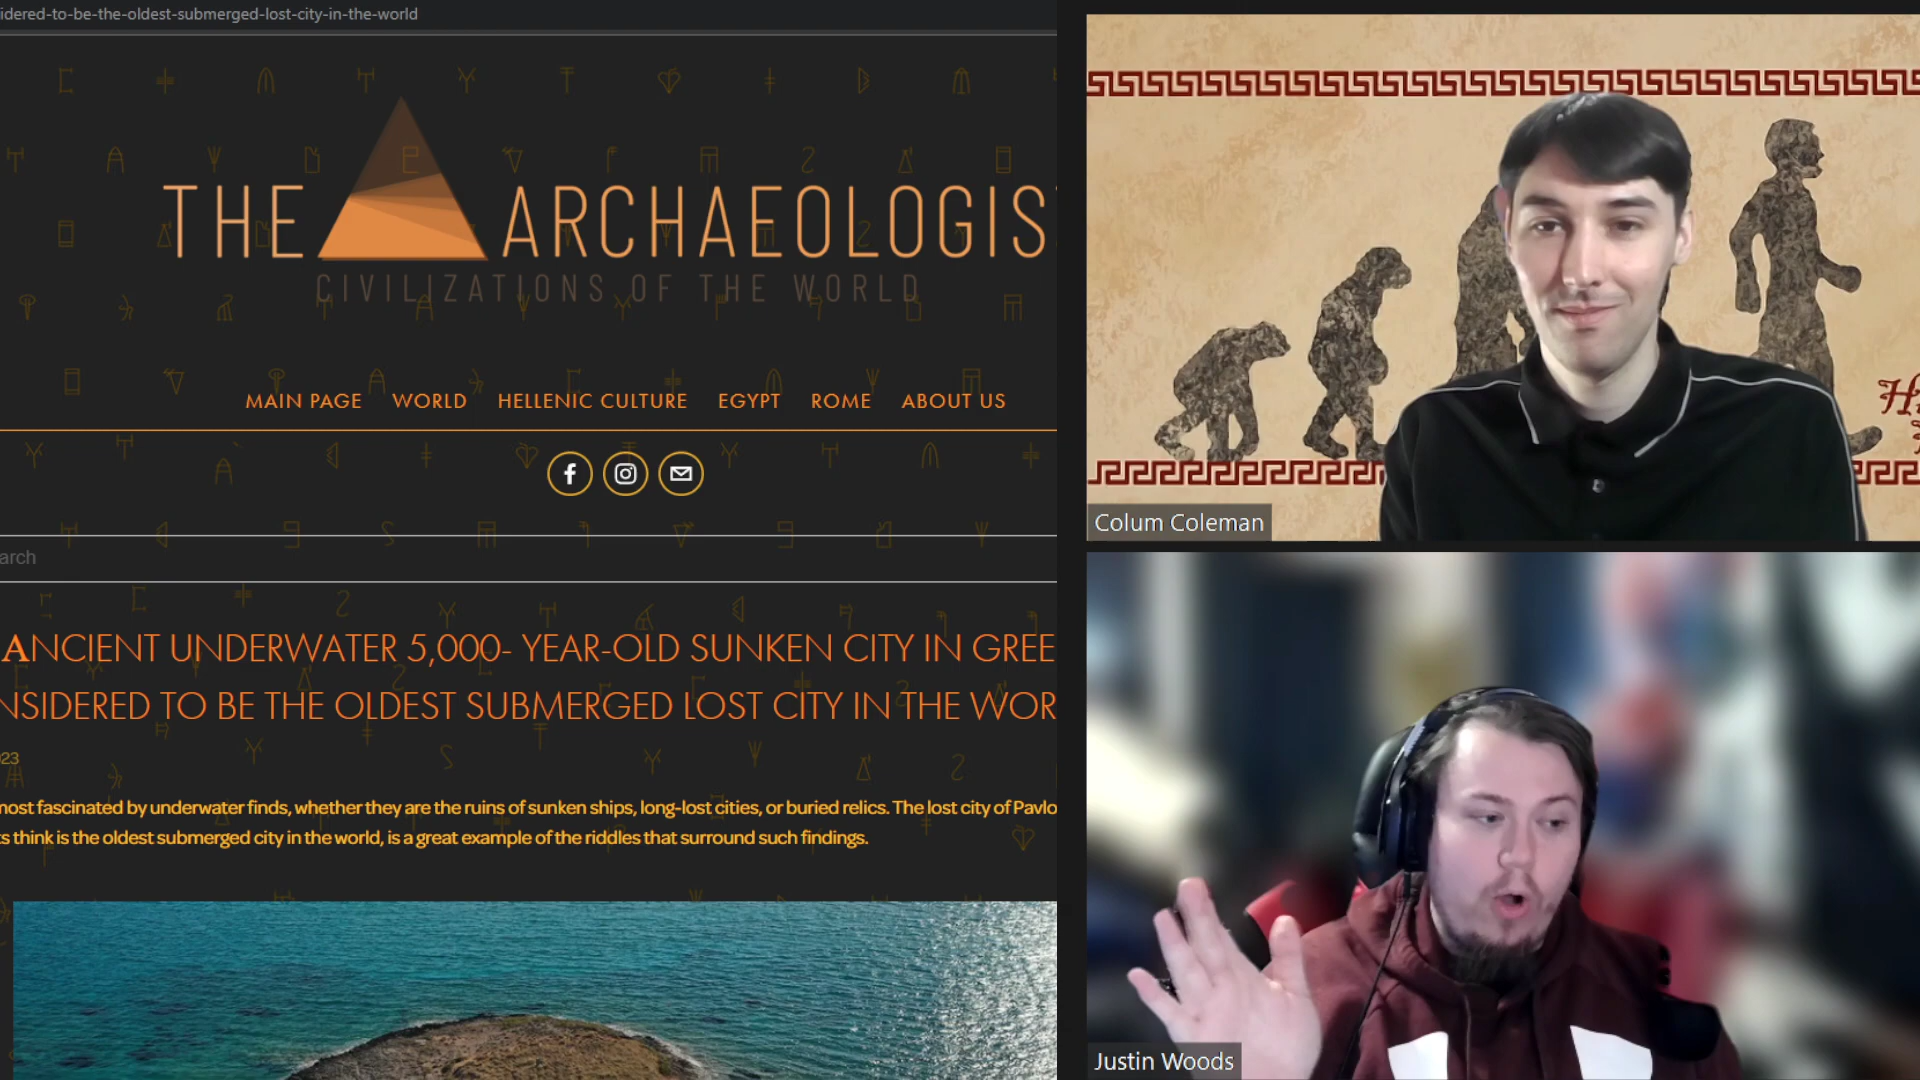 idered-to-be-the-oldest-submerged-lost-city-in-the-world
THE ARCHAEOLOGIS
CIVILIZATIONS OF THE WORLD
MAIN PAGE WORLD HELLENIC CULTURE EGYPT ROME ABOUT US
arch
ANCIENT UNDERWATER 5,000- YEAR-OLD SUNKEN CITY IN GREE
NSIDERED TO BE THE OLDEST SUBMERGED LOST CITY IN THE WOR
23
most fascinated by underwater finds, whether they are the ruins of sunken ships, long-lost cities, or buried relics. The lost city of Pavlo
s think is the oldest submerged city in the world, is a great example of the riddles that surround such findings.
Colum Coleman
Justin Woods